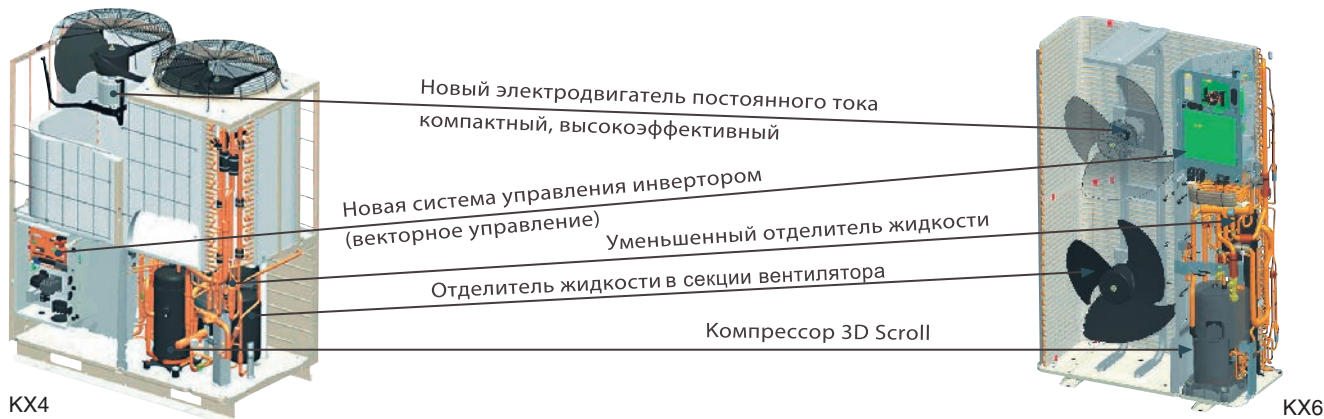 Новый электродвигатель постоянного тока
компактный, высокоэффективный
Новая система управления инвертором
(векторное управление)
Уменьшенный отделитель жидкости
Отделитель жидкости в секции вентилятора
Компрессор 3D Scroll
KX4
KX6